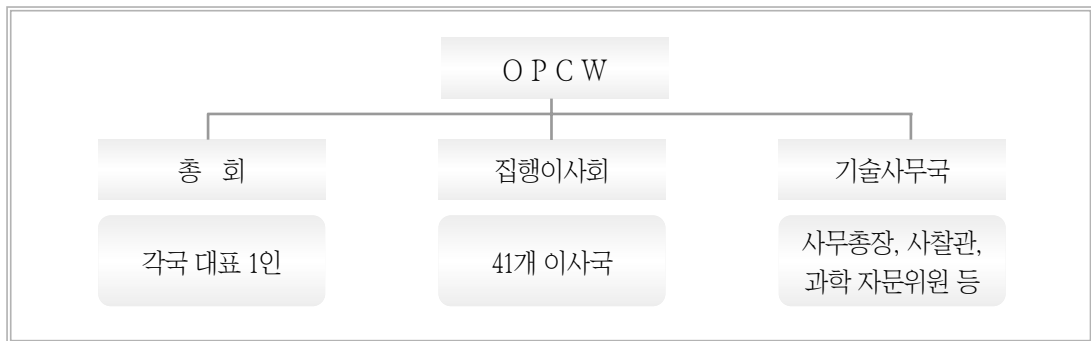 O P C W
총 회
집행이사회
기술사무국
각국 대표 1인
41개 이사국
사무총장, 사찰관,
과학 자문위원 등